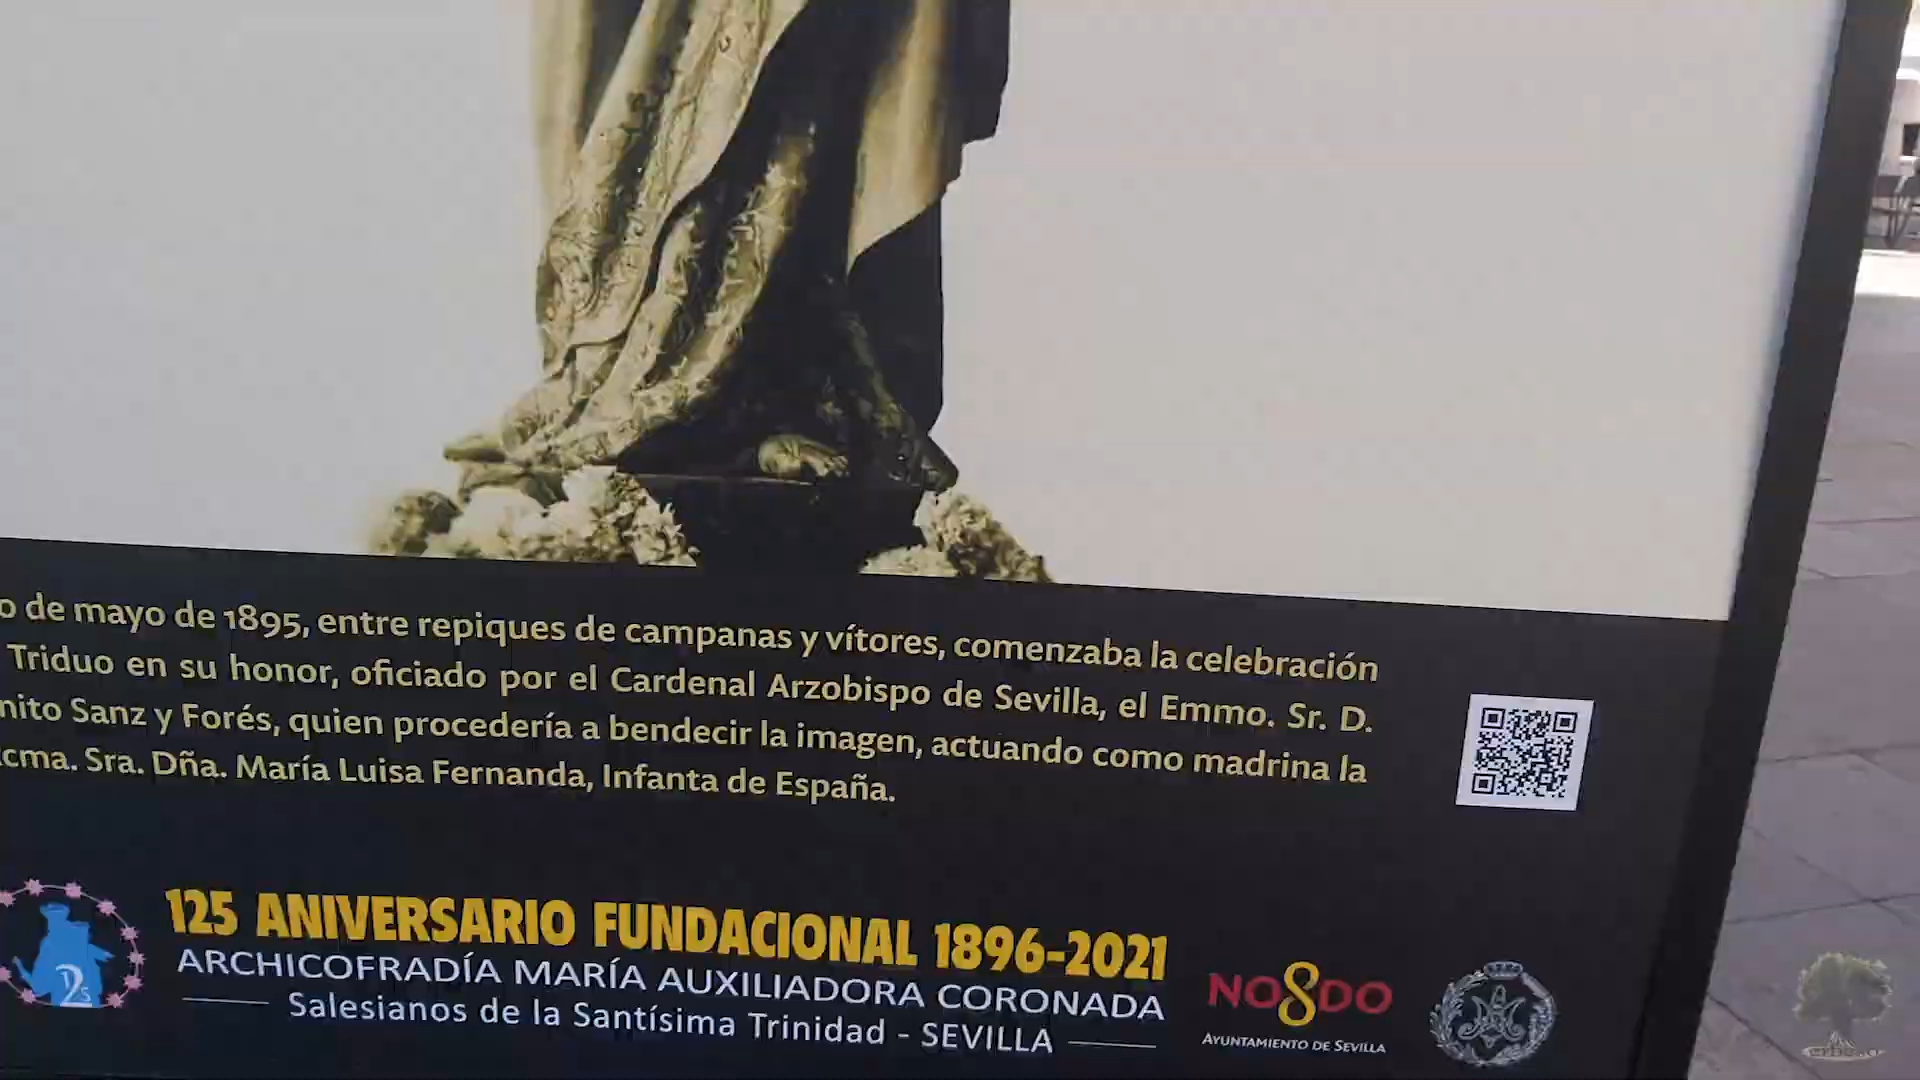 o de mayo de 1895, entre repiques de campanas y vítores, comenzaba la celebración
Triduo en su honor, oficiado por el Cardenal Arzobispo de Sevilla, el Emmo. Sr. D.
nito Sanz y Forés, quien procedería a bendecir la imagen, actuando como madrina la
cma. Sra. Dña. María Luisa Fernanda, Infanta de España.
125 ANIVERSARIO FUNDACIONAL 1896-2021
ARCHICOFRADÍA MARÍA AUXILIADORA CORONADA
Salesianos de la Santísima Trinidad - SEVILLA
NO8DO
AYUNTAMIENTO DE SEVILLA